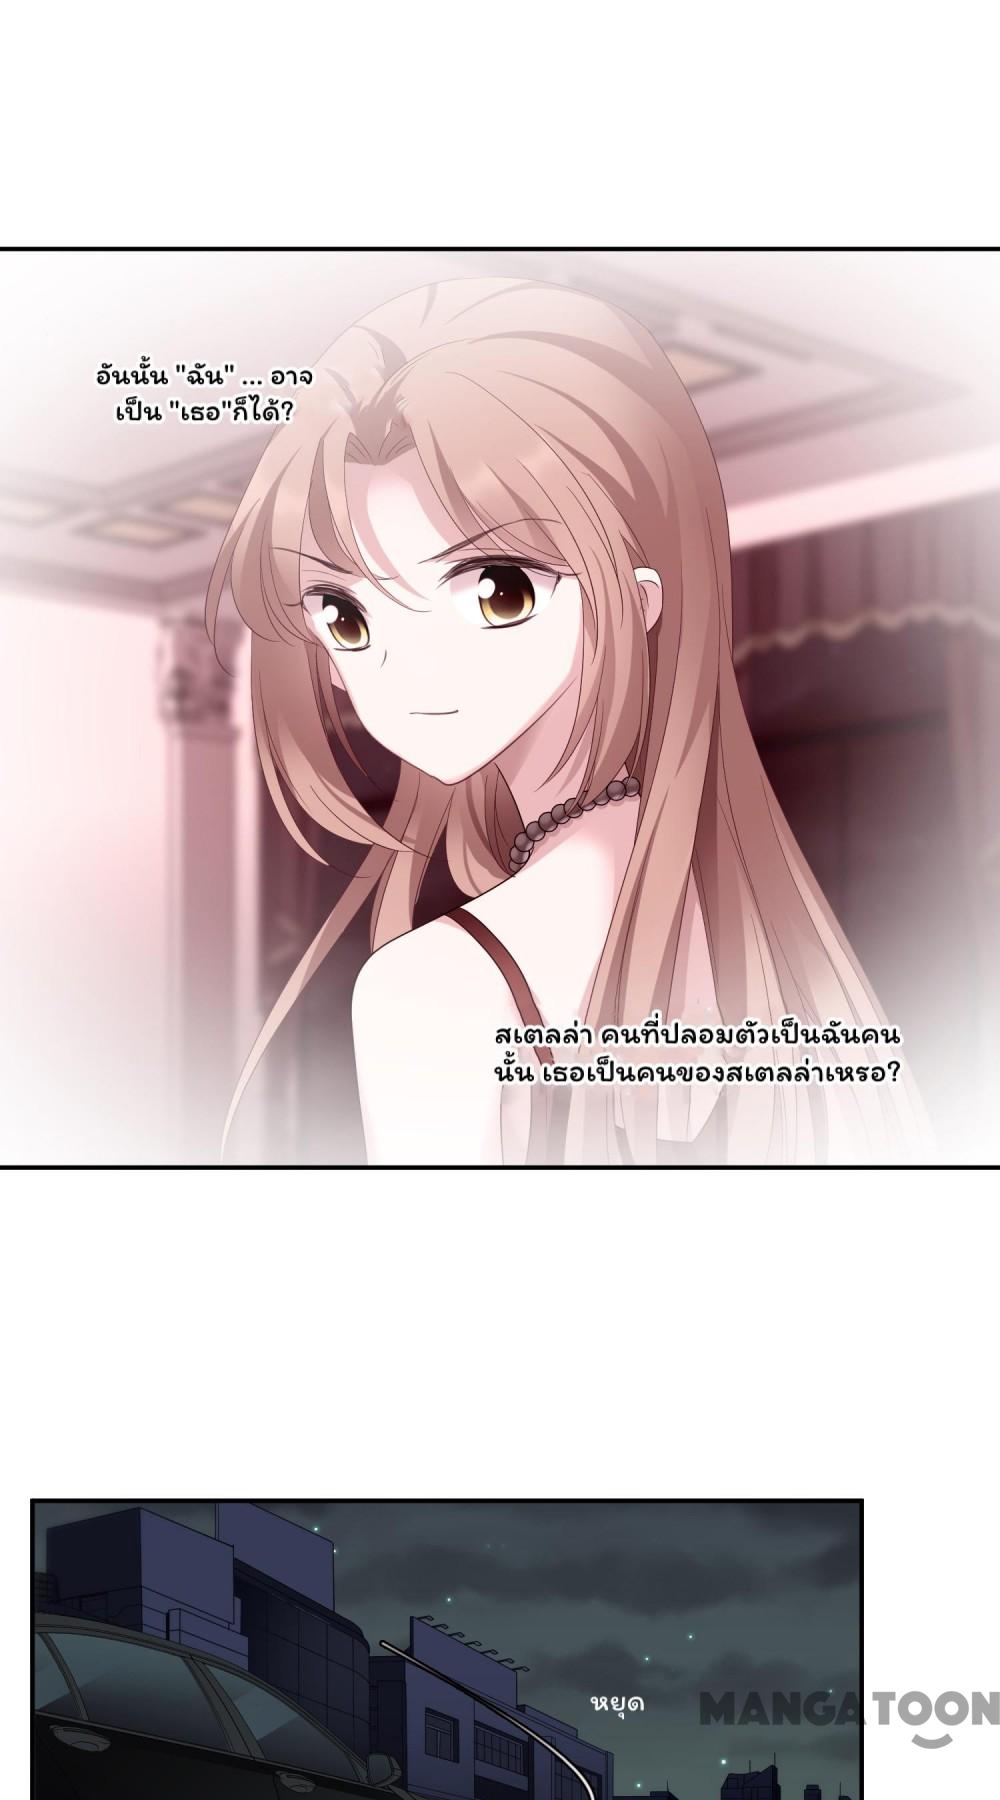 อันนั้น "ฉัน" ... อาจ
เป็น "เธอ"ก็ได้?
สเตลล่า คนที่ปลอมตัวเป็นฉันคน
นั้น เธอเป็นคนของสเตลล่าเหรอ?
หยุด
MANGATOON